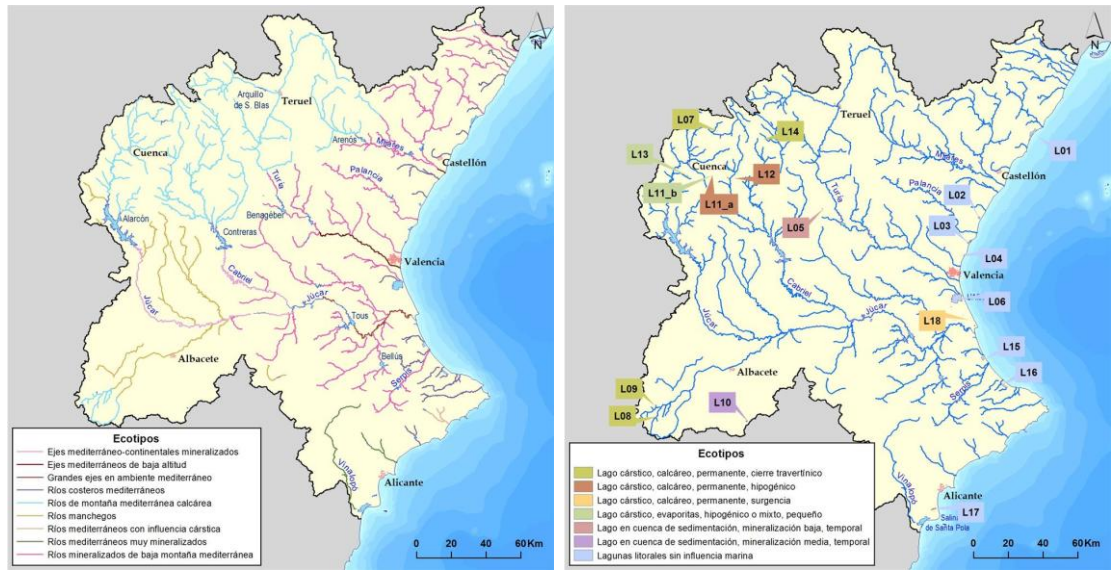 N
Arquillo
de S. Blas
Teruel
Arenós
Cuenca
Mijares
Castellón
Palancia
Turia
Alarcón
Benagéber
Contreras
Valencia
Cabriel
Júcar
Júcar
Tous
Albacete
Bellús
Serpis
Vinalopó
Alicante
Ecotipos
Ejes mediterráneo-continentales mineralizados
Ejes mediterráneos de baja altitud
Grandes ejes en ambiente mediterráneo
Ríos costeros mediterráneos
Ríos de montaña mediterránea calcárea
Ríos manchegos
Ríos mediterráneos con influencia cárstica
Ríos mediterráneos muy mineralizados
Ríos mineralizados de baja montaña mediterránea
0 20 40 60 Km
N
Teruel
L07
L14
L01
L13
Cuenca
Mijares
L12
Castellón
L11_b
L11_a
Palancia
L02
Turia
L05
L03
L04
Valencia
Cabriel
L06
Júcar
Júcar
L18
L15
Albacete
L16
Serpis
L09
L10
L08
Vinalopó
Alicante
L17
Salinas
de Santa Pola
Ecotipos
Lago cárstico, calcáreo, permanente, cierre travertínico
Lago cárstico, calcáreo, permanente, hipogénico
Lago cárstico, calcáreo, permanente, surgencia
Lago cárstico, evaporitas, hipogénico o mixto, pequeño
Lago en cuenca de sedimentación, mineralización baja, temporal
Lago en cuenca de sedimentación, mineralización media, temporal
Lagunas litorales sin influencia marina
0 20 40 60 Km